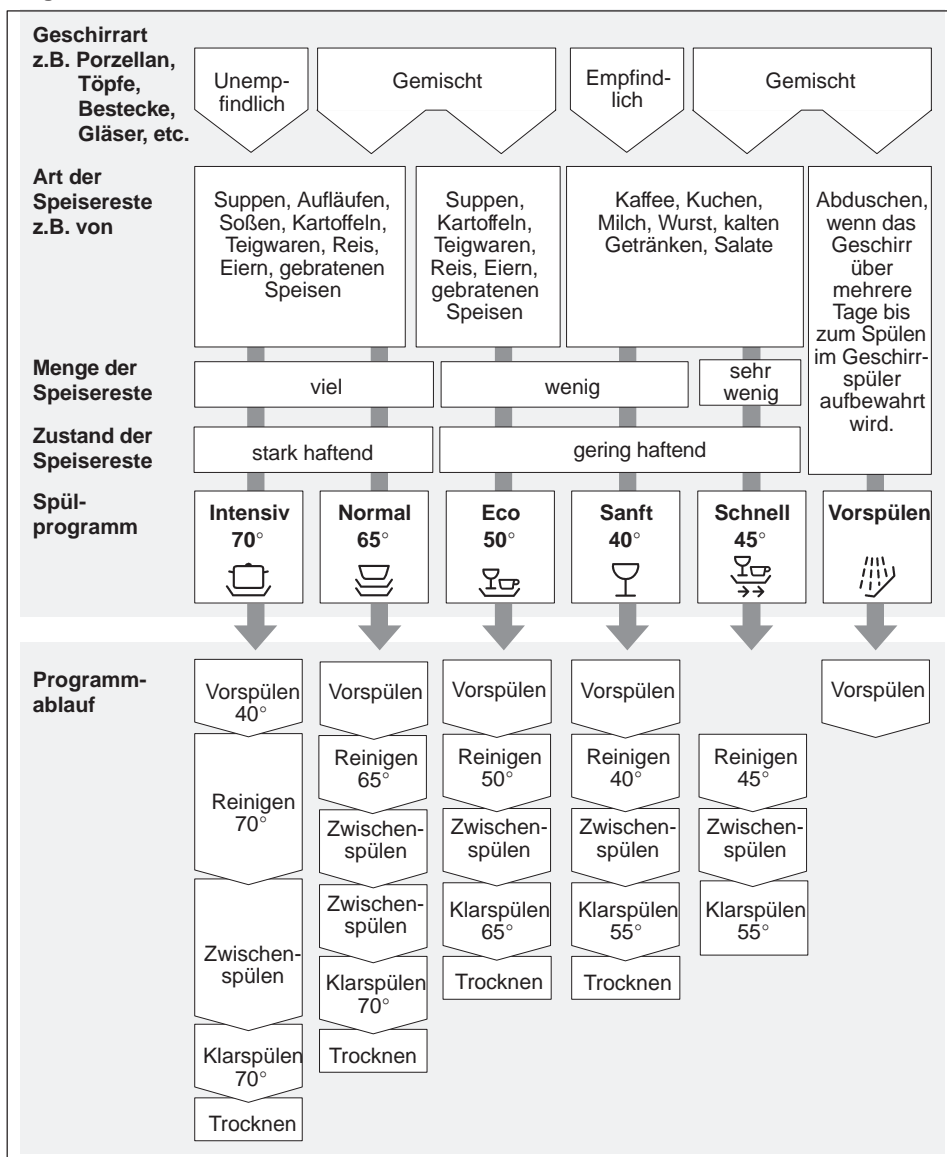 Geschirrart
z.B. Porzellan,
Töpfe,
Bestecke,
Gläser, etc.
Unemp-
findlich
Gemischt
Empfind-
lich
Gemischt
Art der
Speisereste
z.B. von
Suppen, Aufläufen,
Soßen, Kartoffeln,
Teigwaren, Reis,
Eiern, gebratenen
Speisen
Suppen,
Kartoffeln,
Teigwaren,
Reis, Eiern,
gebratenen
Speisen
Kaffee, Kuchen,
Milch, Wurst, kalten
Getränken, Salate
Abduschen,
wenn das
Geschirr
über
mehrere
Tage bis
zum Spülen
im Geschirr-
spüler
aufbewahrt
wird.
Menge der
Speisereste
viel
wenig
sehr
wenig
Zustand der
Speisereste
stark haftend
gering haftend
Spül-
programm
Intensiv
70°
Normal
65°
Eco
50°
Sanft
40°
Schnell
45°
Vorspülen
Programm-
ablauf
Vorspülen
40°
Reinigen
70°
Zwischen-
spülen
Klarspülen
70°
Trocknen
Vorspülen
Reinigen
65°
Zwischen-
spülen
Zwischen-
spülen
Klarspülen
70°
Trocknen
Vorspülen
Reinigen
50°
Zwischen-
spülen
Klarspülen
65°
Trocknen
Vorspülen
Reinigen
40°
Zwischen-
spülen
Klarspülen
55°
Trocknen
Reinigen
45°
Zwischen-
spülen
Klarspülen
55°
Vorspülen